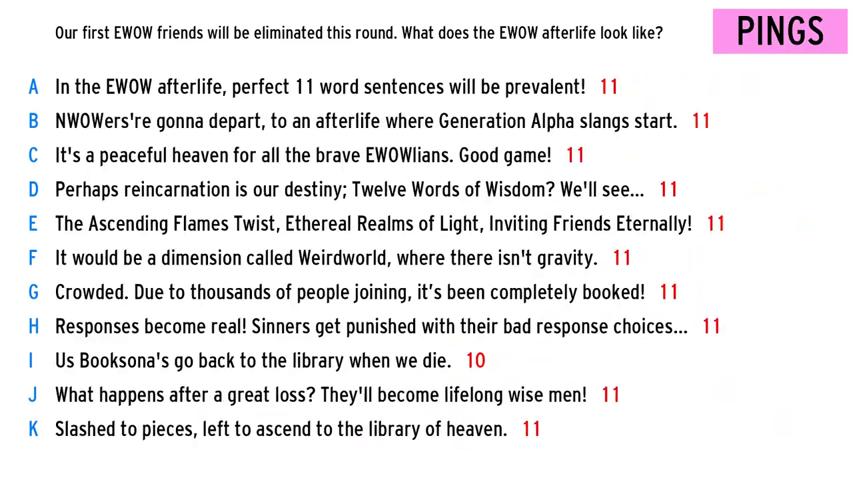 Our first EWOW friends will be eliminated this round. What does the EWOW afterlife look like?
PINGS
A In the EWOW afterlife, perfect 11 word sentences will be prevalent! 11
B NWOWers're gonna depart, to an afterlife where Generation Alpha slangs start. 11
C It's a peaceful heaven for all the brave EWOWlians. Good game! 11
D Perhaps reincarnation is our destiny; Twelve Words of Wisdom? We'll see... 11
E The Ascending Flames Twist, Ethereal Realms of Light, Inviting Friends Eternally! 11
F It would be a dimension called Weirdworld, where there isn't gravity. 11
G Crowded. Due to thousands of people joining, it’s been completely booked! 11
H Responses become real! Sinners get punished with their bad response choices... 11
I Us Booksona's go back to the library when we die. 10
J What happens after a great loss? They'll become lifelong wise men! 11
K Slashed to pieces, left to ascend to the library of heaven. 11